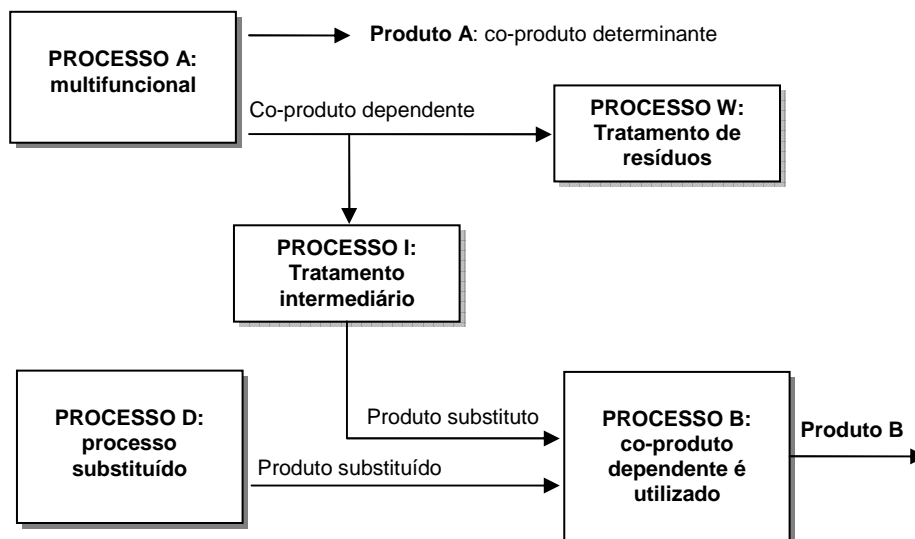 PROCESSO A:
multifuncional
Produto A: co-produto determinante
Co-produto dependente
PROCESSO W:
Tratamento de
resíduos
PROCESSO I:
Tratamento
intermediário
PROCESSO D:
processo
substituído
Produto substituto
Produto substituído
PROCESSO B:
co-produto
dependente é
utilizado
Produto B